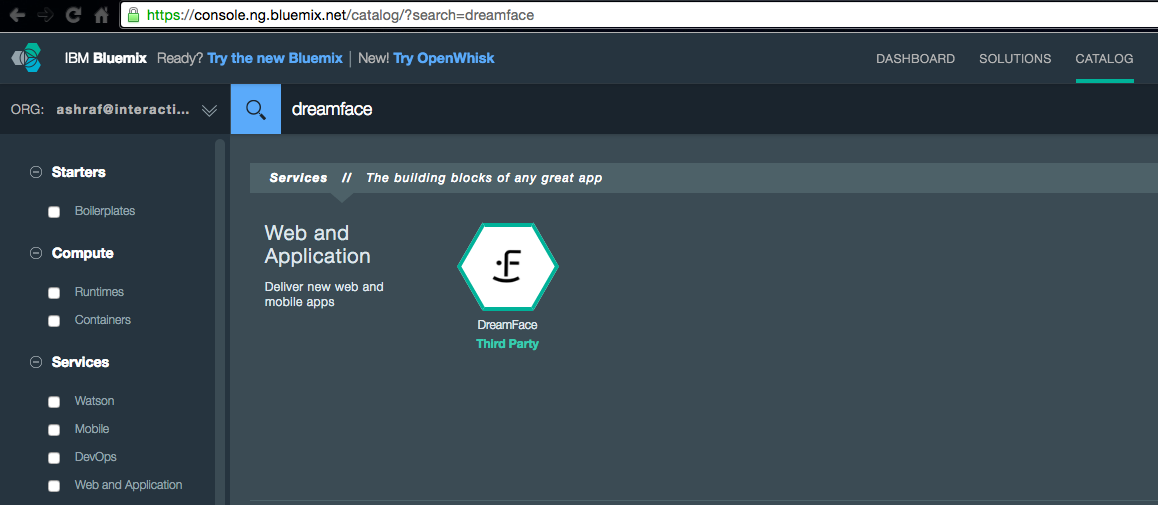 https://console.ng.bluemix.net/catalog/?search=dreamface
IBM Bluemix Ready? Try the new Bluemix | New! Try OpenWhisk
DASHBOARD SOLUTIONS CATALOG
ORG: ashraf@interacti...
dreamface
Starters
Boilerplates
Compute
Runtimes
Containers
Services
Watson
Mobile
DevOps
Web and Application
Services // The building blocks of any great app
Web and
Application
Deliver new web and
mobile apps
DreamFace
Third Party